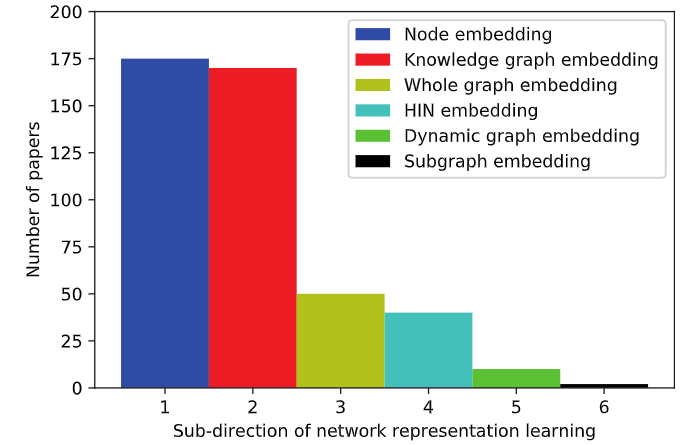 200
175
150
125
100
75
50
25
0
Number of papers
Node embedding
Knowledge graph embedding
Whole graph embedding
HIN embedding
Dynamic graph embedding
Subgraph embedding
1 2 3 4 5 6
Sub-direction of network representation learning